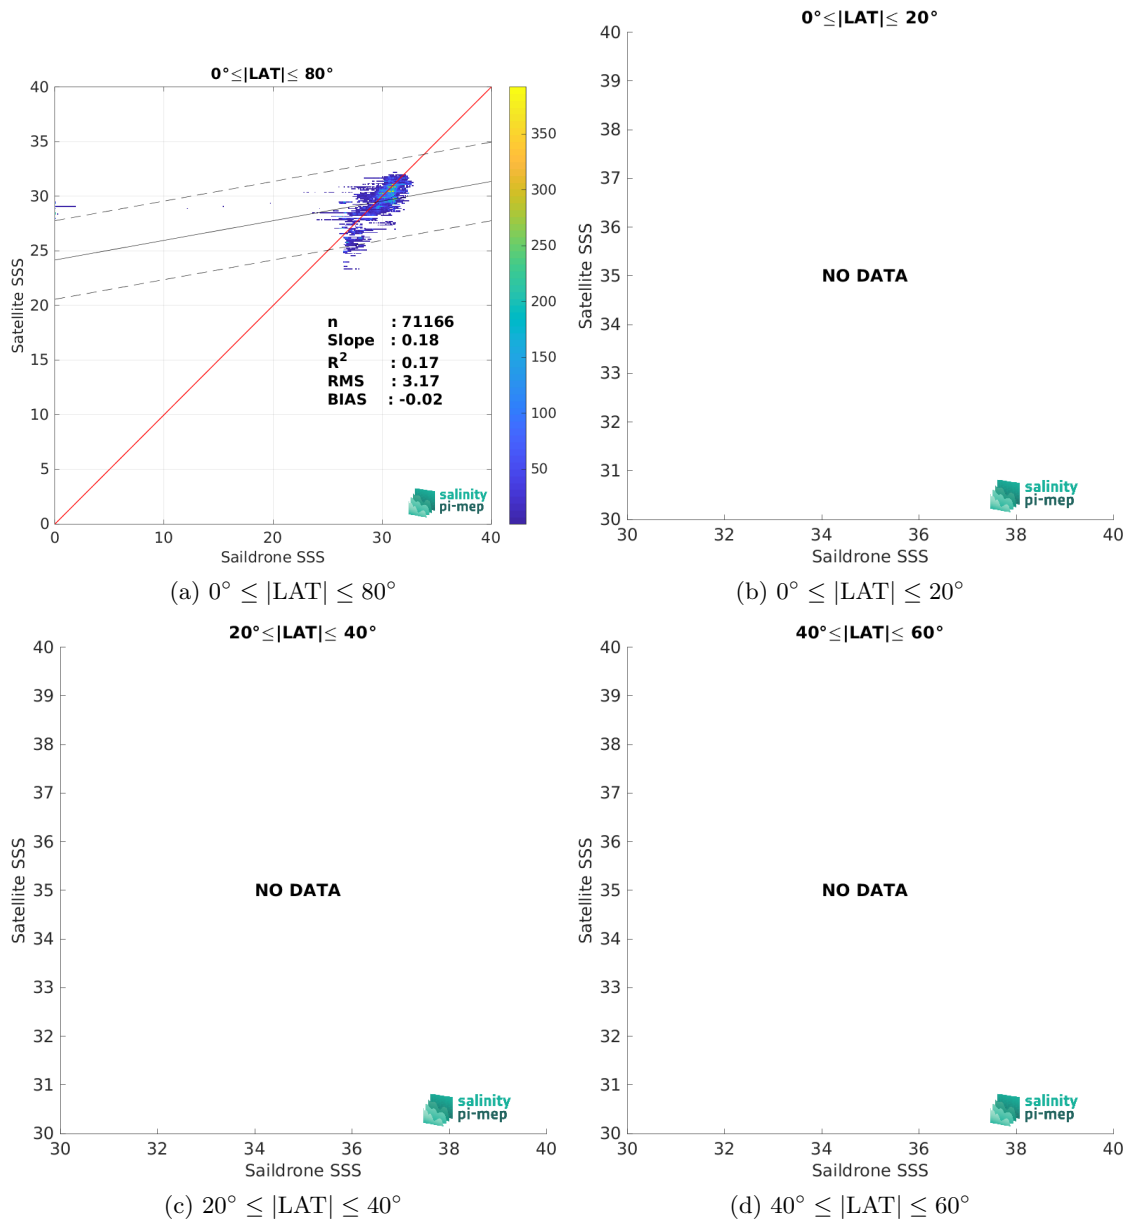 0°≤|LAT|≤ 80°
40
35
30
25
20
15
10
5
0
0
10
20
30
40
Satellite SSS
Saildrone SSS
n : 71166
Slope : 0.18
R² : 0.17
RMS : 3.17
BIAS : -0.02
350
300
250
200
150
100
50
salinity
pi-mep
(a) 0° ≤ |LAT| ≤ 80°
0°≤|LAT|≤ 20°
40
39
38
37
36
35
34
33
32
31
30
30
32
34
36
38
40
Satellite SSS
NO DATA
Saildrone SSS
salinity
pi-mep
(b) 0° ≤ |LAT| ≤ 20°
20°≤|LAT|≤ 40°
40
39
38
37
36
35
34
33
32
31
30
30
32
34
36
38
40
Satellite SSS
NO DATA
Saildrone SSS
salinity
pi-mep
(c) 20° ≤ |LAT| ≤ 40°
40°≤|LAT|≤ 60°
40
39
38
37
36
35
34
33
32
31
30
30
32
34
36
38
40
Satellite SSS
NO DATA
Saildrone SSS
salinity
pi-mep
(d) 40° ≤ |LAT| ≤ 60°